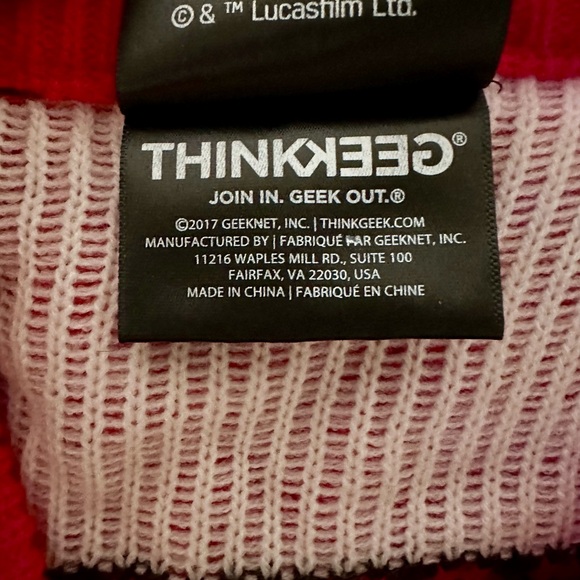 © & ™ Lucasfilm Ltd.
THINKGEEK®
JOIN IN. GEEK OUT.®
©2017 GEEKNET, INC. | THINKGEEK.COM
MANUFACTURED BY | FABRIQUÉ PAR GEEKNET, INC.
11216 WAPLES MILL RD., SUITE 100
FAIRFAX, VA 22030, USA
MADE IN CHINA | FABRIQUÉ EN CHINE